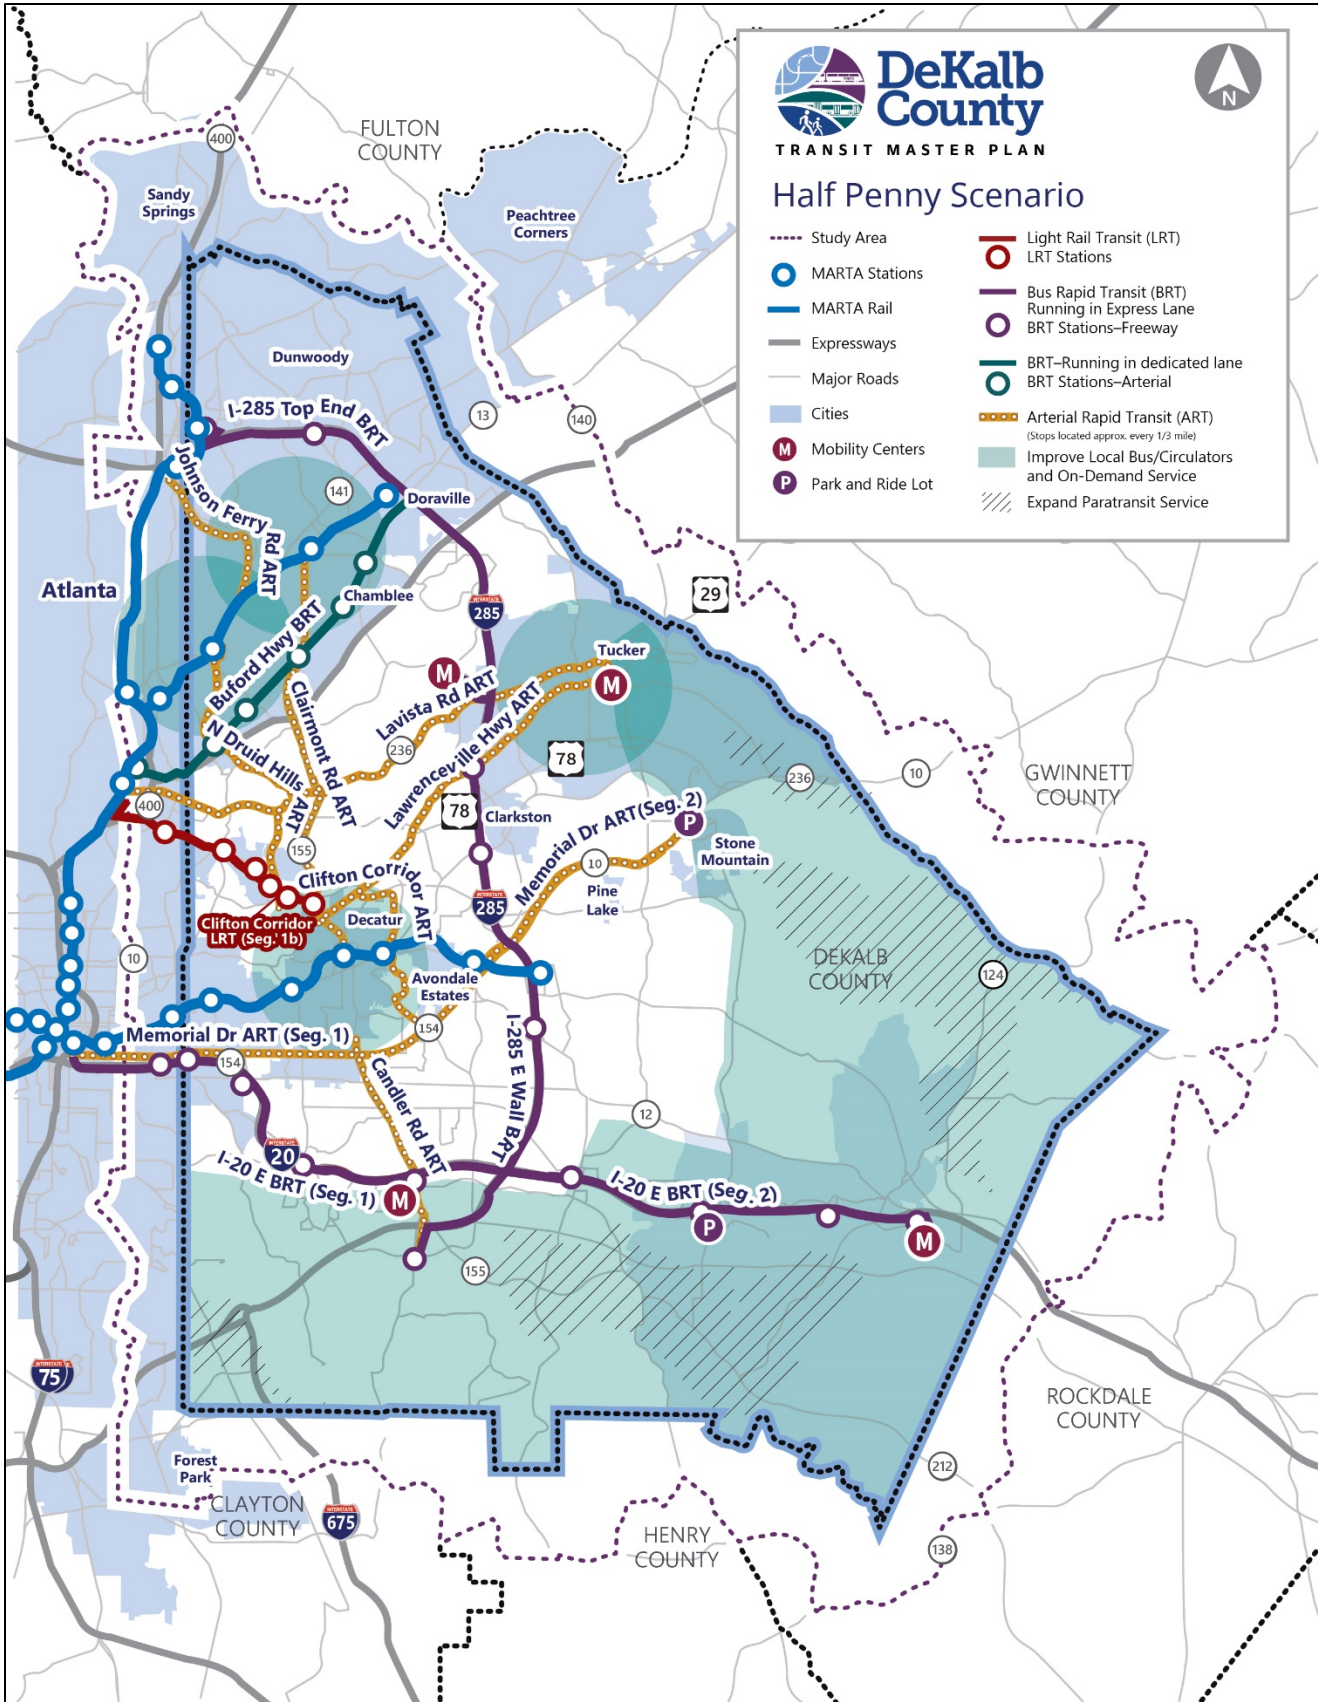 DeKalb
County
TRANSIT MASTER PLAN
N
Half Penny Scenario
Study Area
MARTA Stations
MARTA Rail
Expressways
Major Roads
Cities
M
Mobility Centers
P
Park and Ride Lot
Light Rail Transit (LRT)
LRT Stations
Bus Rapid Transit (BRT)
Running in Express Lane
BRT Stations–Freeway
BRT–Running in dedicated lane
BRT Stations–Arterial
Arterial Rapid Transit (ART)
(Stops located approx. every 1/3 mile)
Improve Local Bus/Circulators
and On-Demand Service
Expand Paratransit Service
FULTON
COUNTY
400
Sandy
Springs
Peachtree
Corners
Dunwoody
I-285 Top End BRT
13
140
Johnson Ferry Rd ART
141
Doraville
Atlanta
Chamblee
INTERSTATE
285
29
Buford Hwy BRT
Tucker
M
M
Clairmont Rd ART
Lavista Rd ART
N Druid Hills ART
236
Lawrenceville Hwy ART
78
236
10
GWINNETT
COUNTY
400
78
Clarkston
Memorial Dr ART(Seg. 2)
P
Stone
Mountain
155
10
Pine
Lake
Clifton Corridor ART
INTERSTATE
285
Clifton Corridor
LRT (Seg. 1b)
Decatur
10
DEKALB
COUNTY
124
Avondale
Estates
154
Memorial Dr ART (Seg. 1)
154
I-285 E Wall BRT
Candler Rd ART
12
INTERSTATE
20
I-20 E BRT (Seg. 1)
M
I-20 E BRT (Seg. 2)
P
M
155
INTERSTATE
75
ROCKDALE
COUNTY
Forest
Park
212
CLAYTON
COUNTY
INTERSTATE
675
HENRY
COUNTY
138